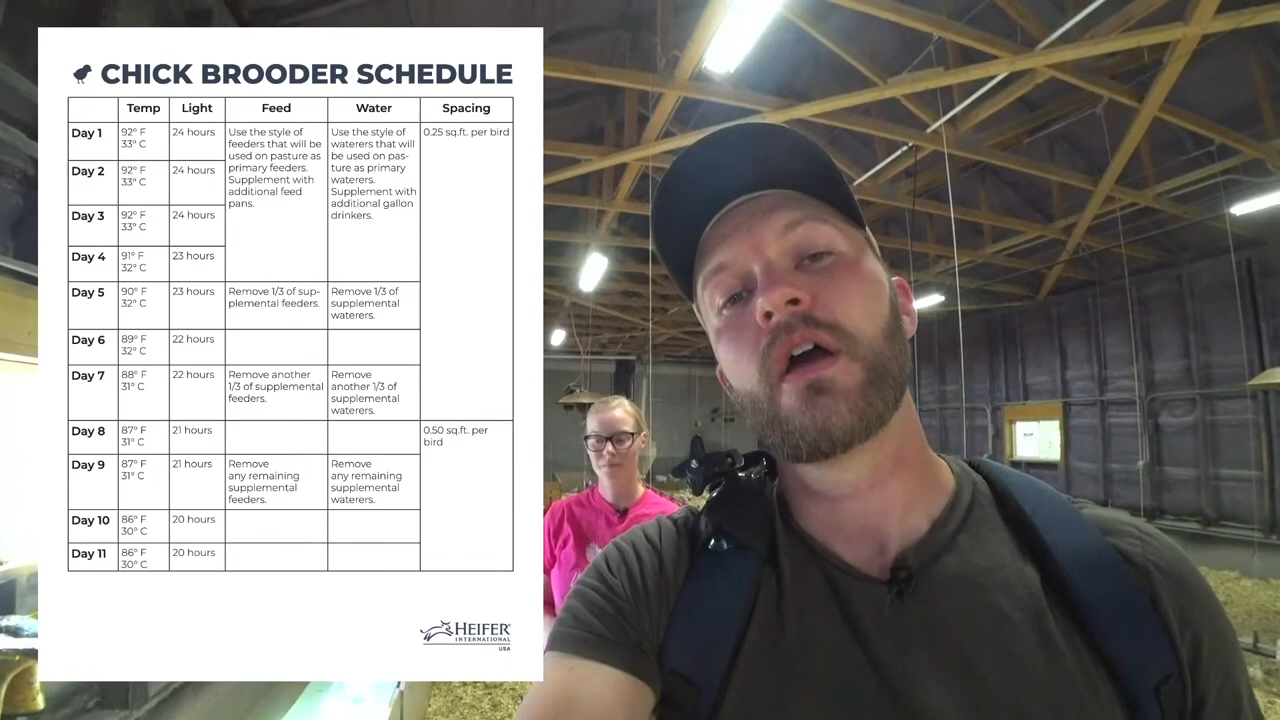 CHICK BROODER SCHEDULE
Temp Light Feed Water Spacing
Day 1
92° F
33° C
24 hours
Use the style of
feeders that will be
used on pasture as
primary feeders.
Supplement with
additional feed
pans.
Use the style of
waterers that will
be used on pas-
ture as primary
waterers.
Supplement with
additional gallon
drinkers.
0.25 sq.ft. per bird
Day 2
92° F
33° C
24 hours
Day 3
92° F
33° C
24 hours
Day 4
91° F
32° C
23 hours
Day 5
90° F
32° C
23 hours
Remove 1/3 of sup-
plemental feeders.
Remove 1/3 of
supplemental
waterers.
Day 6
89° F
32° C
22 hours
Day 7
88° F
31° C
22 hours
Remove another
1/3 of supplemental
feeders.
Remove
another 1/3 of
supplemental
waterers.
Day 8
87° F
31° C
21 hours
0.50 sq.ft. per
bird
Day 9
87° F
31° C
21 hours
Remove
any remaining
supplemental
feeders.
Remove
any remaining
supplemental
waterers.
Day 10
86° F
30° C
20 hours
Day 11
86° F
30° C
20 hours
HEIFER
INTERNATIONAL
USA